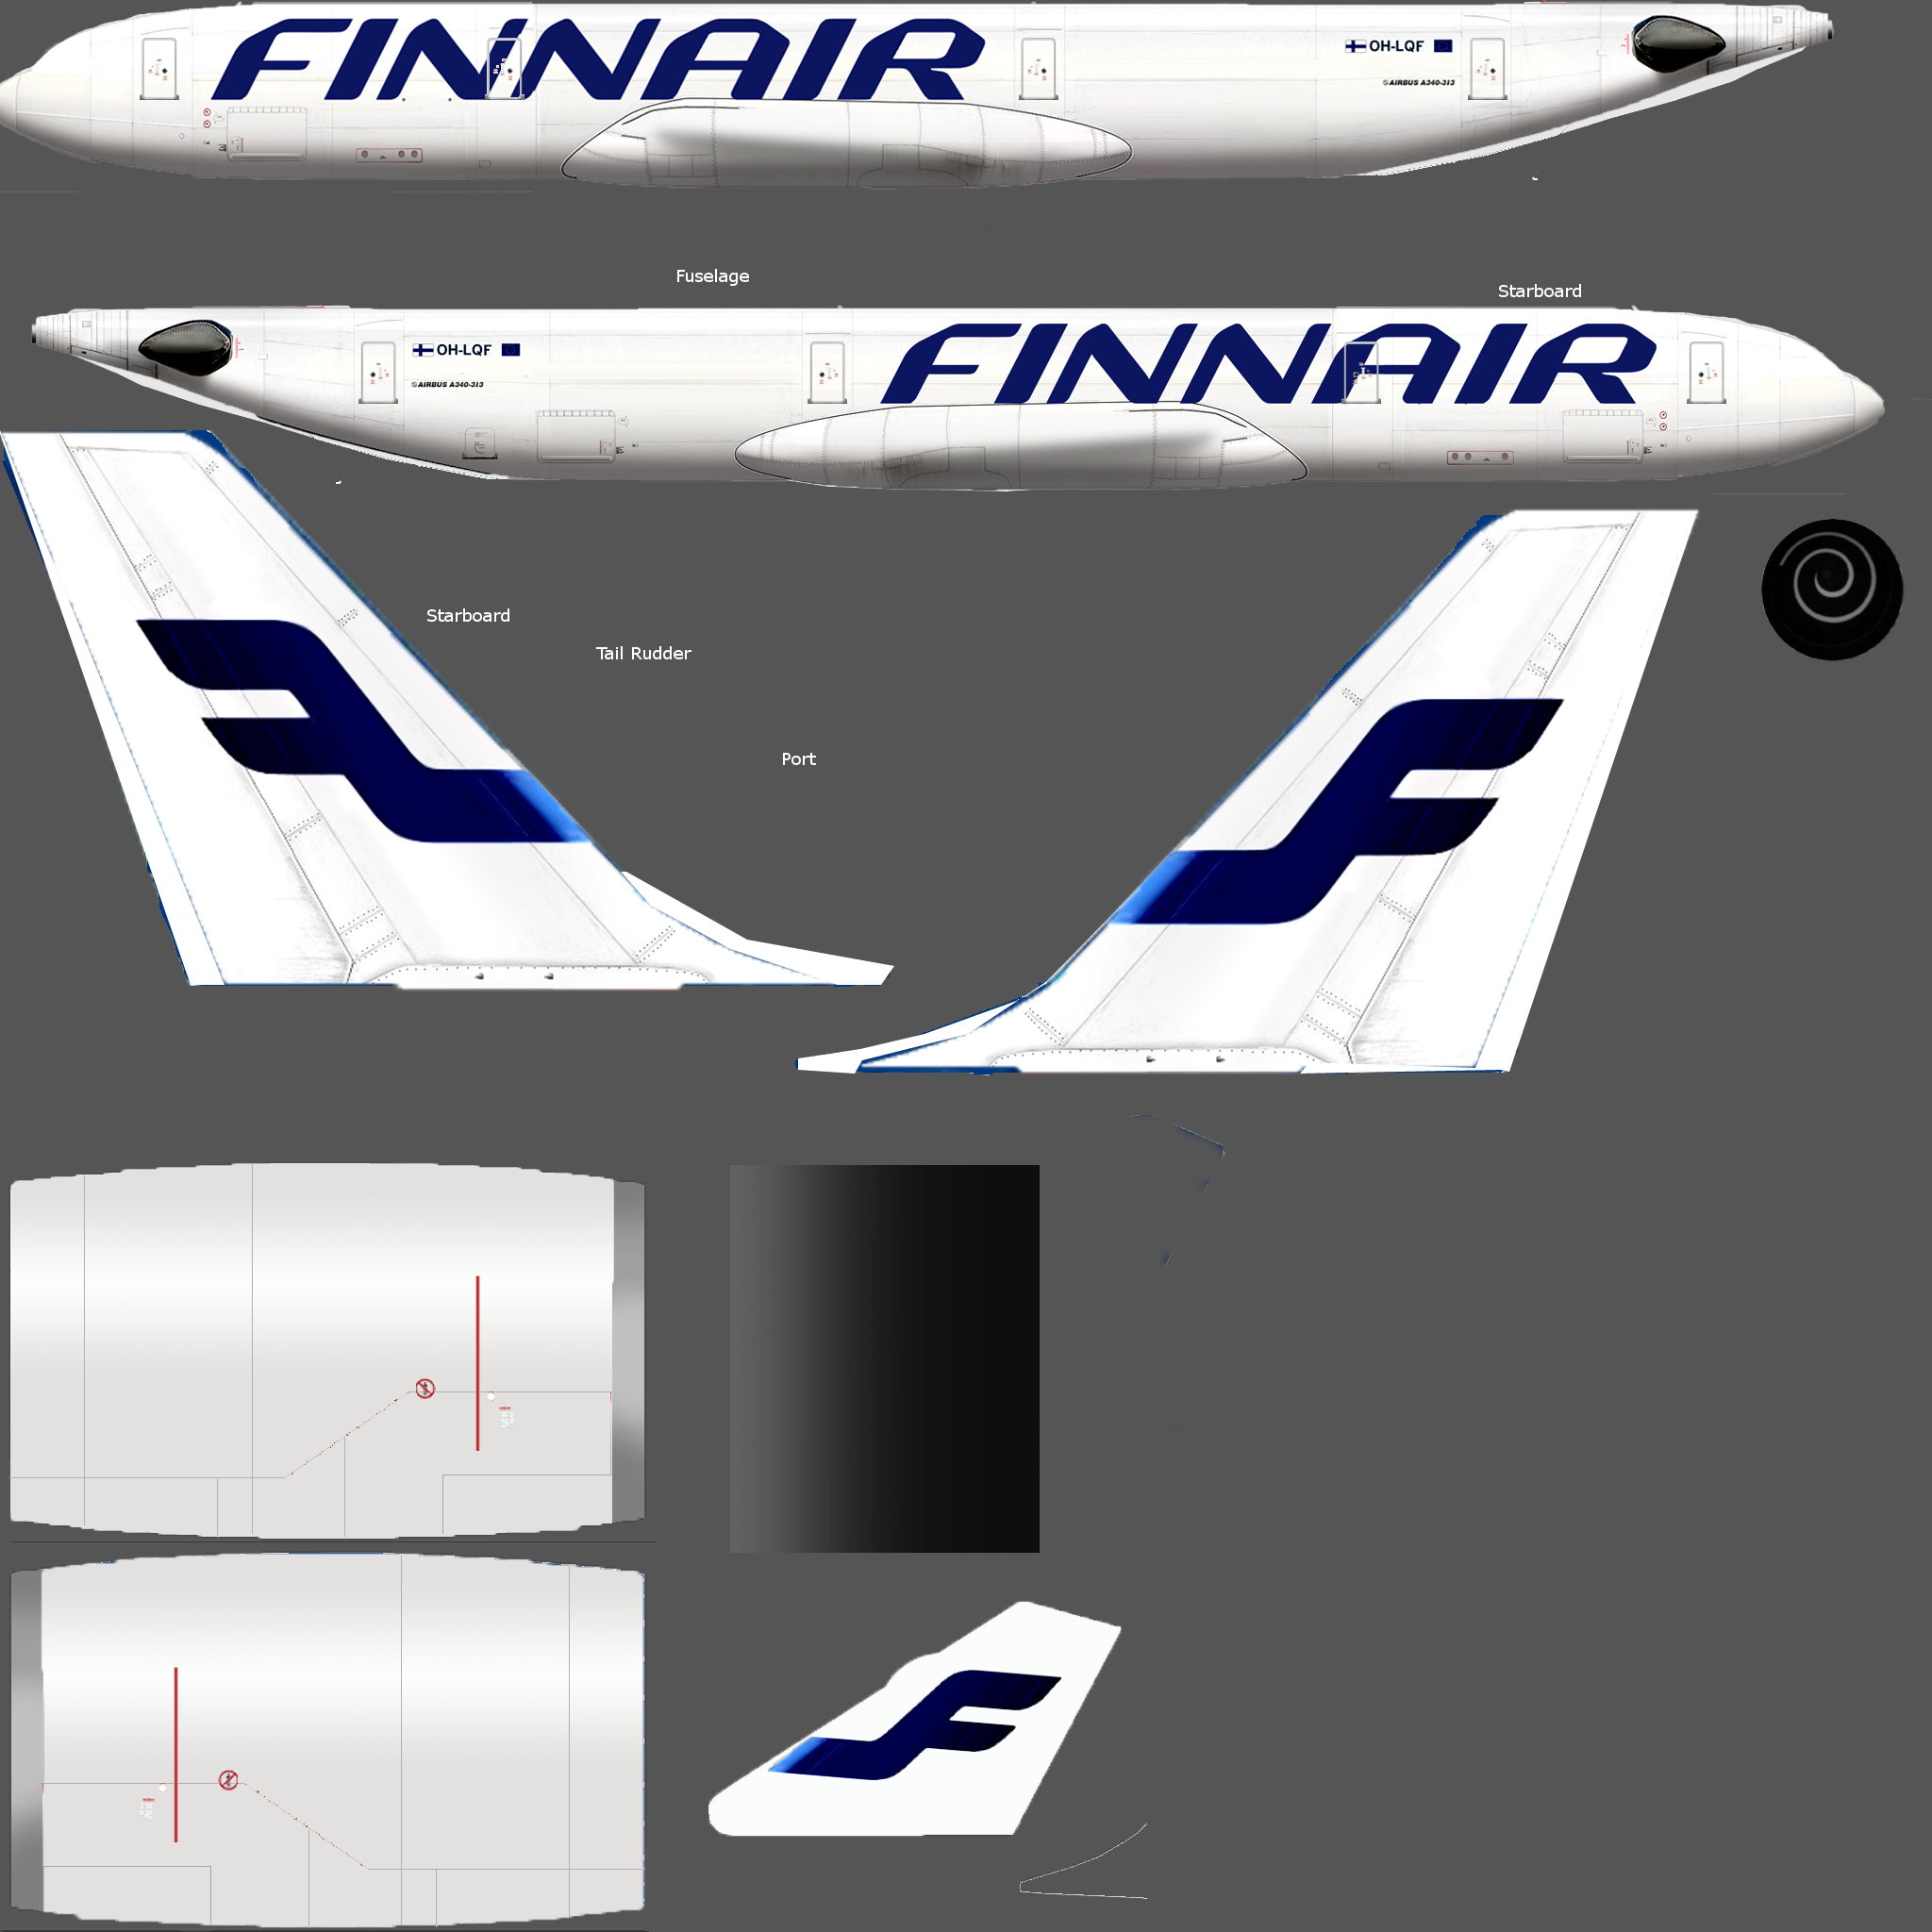 FINNAIR
OH-LQF
AIRBUS A340-313
Fuselage
Starboard
OH-LQF
FINNAIR
AIRBUS A340-313
Starboard
Tail Rudder
Port